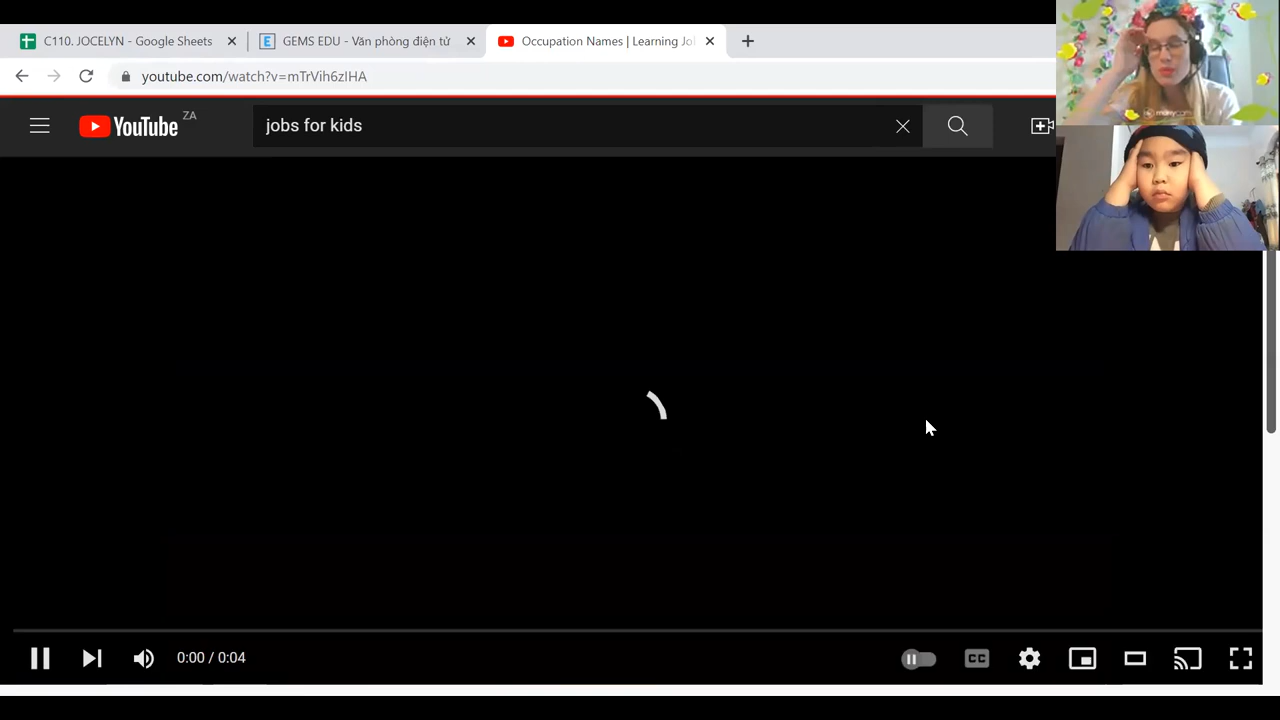 C110. JOCELYN - Google Sheets
GEMS EDU - Văn phòng điện tử
Occupation Names | Learning Jo
youtube.com/watch?v=mTrVih6zlHA
YouTube ZA
jobs for kids
0:00 / 0:04
CC